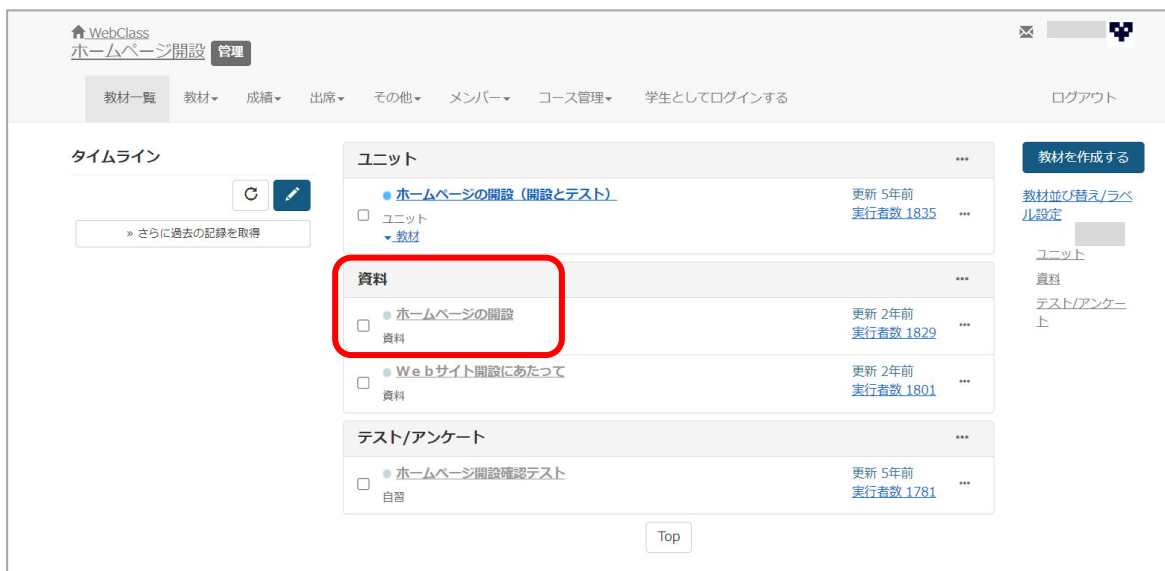 WebClass
ホームページ開設 管理
教材一覧 教材 成績 出席 その他 メンバー コース管理 学生としてログインする ログアウト
タイムライン
» さらに過去の記録を取得
ユニット
ホームページの開設（開設とテスト）
ユニット
教材
更新 5年前
実行者数 1835
資料
ホームページの開設
資料
更新 2年前
実行者数 1829
Ｗｅｂサイト開設にあたって
資料
更新 2年前
実行者数 1801
テスト/アンケート
ホームページ開設確認テスト
自習
更新 5年前
実行者数 1781
Top
教材を作成する
教材並び替え/ラベ
ル設定
ユニット
資料
テスト/アンケー
ト